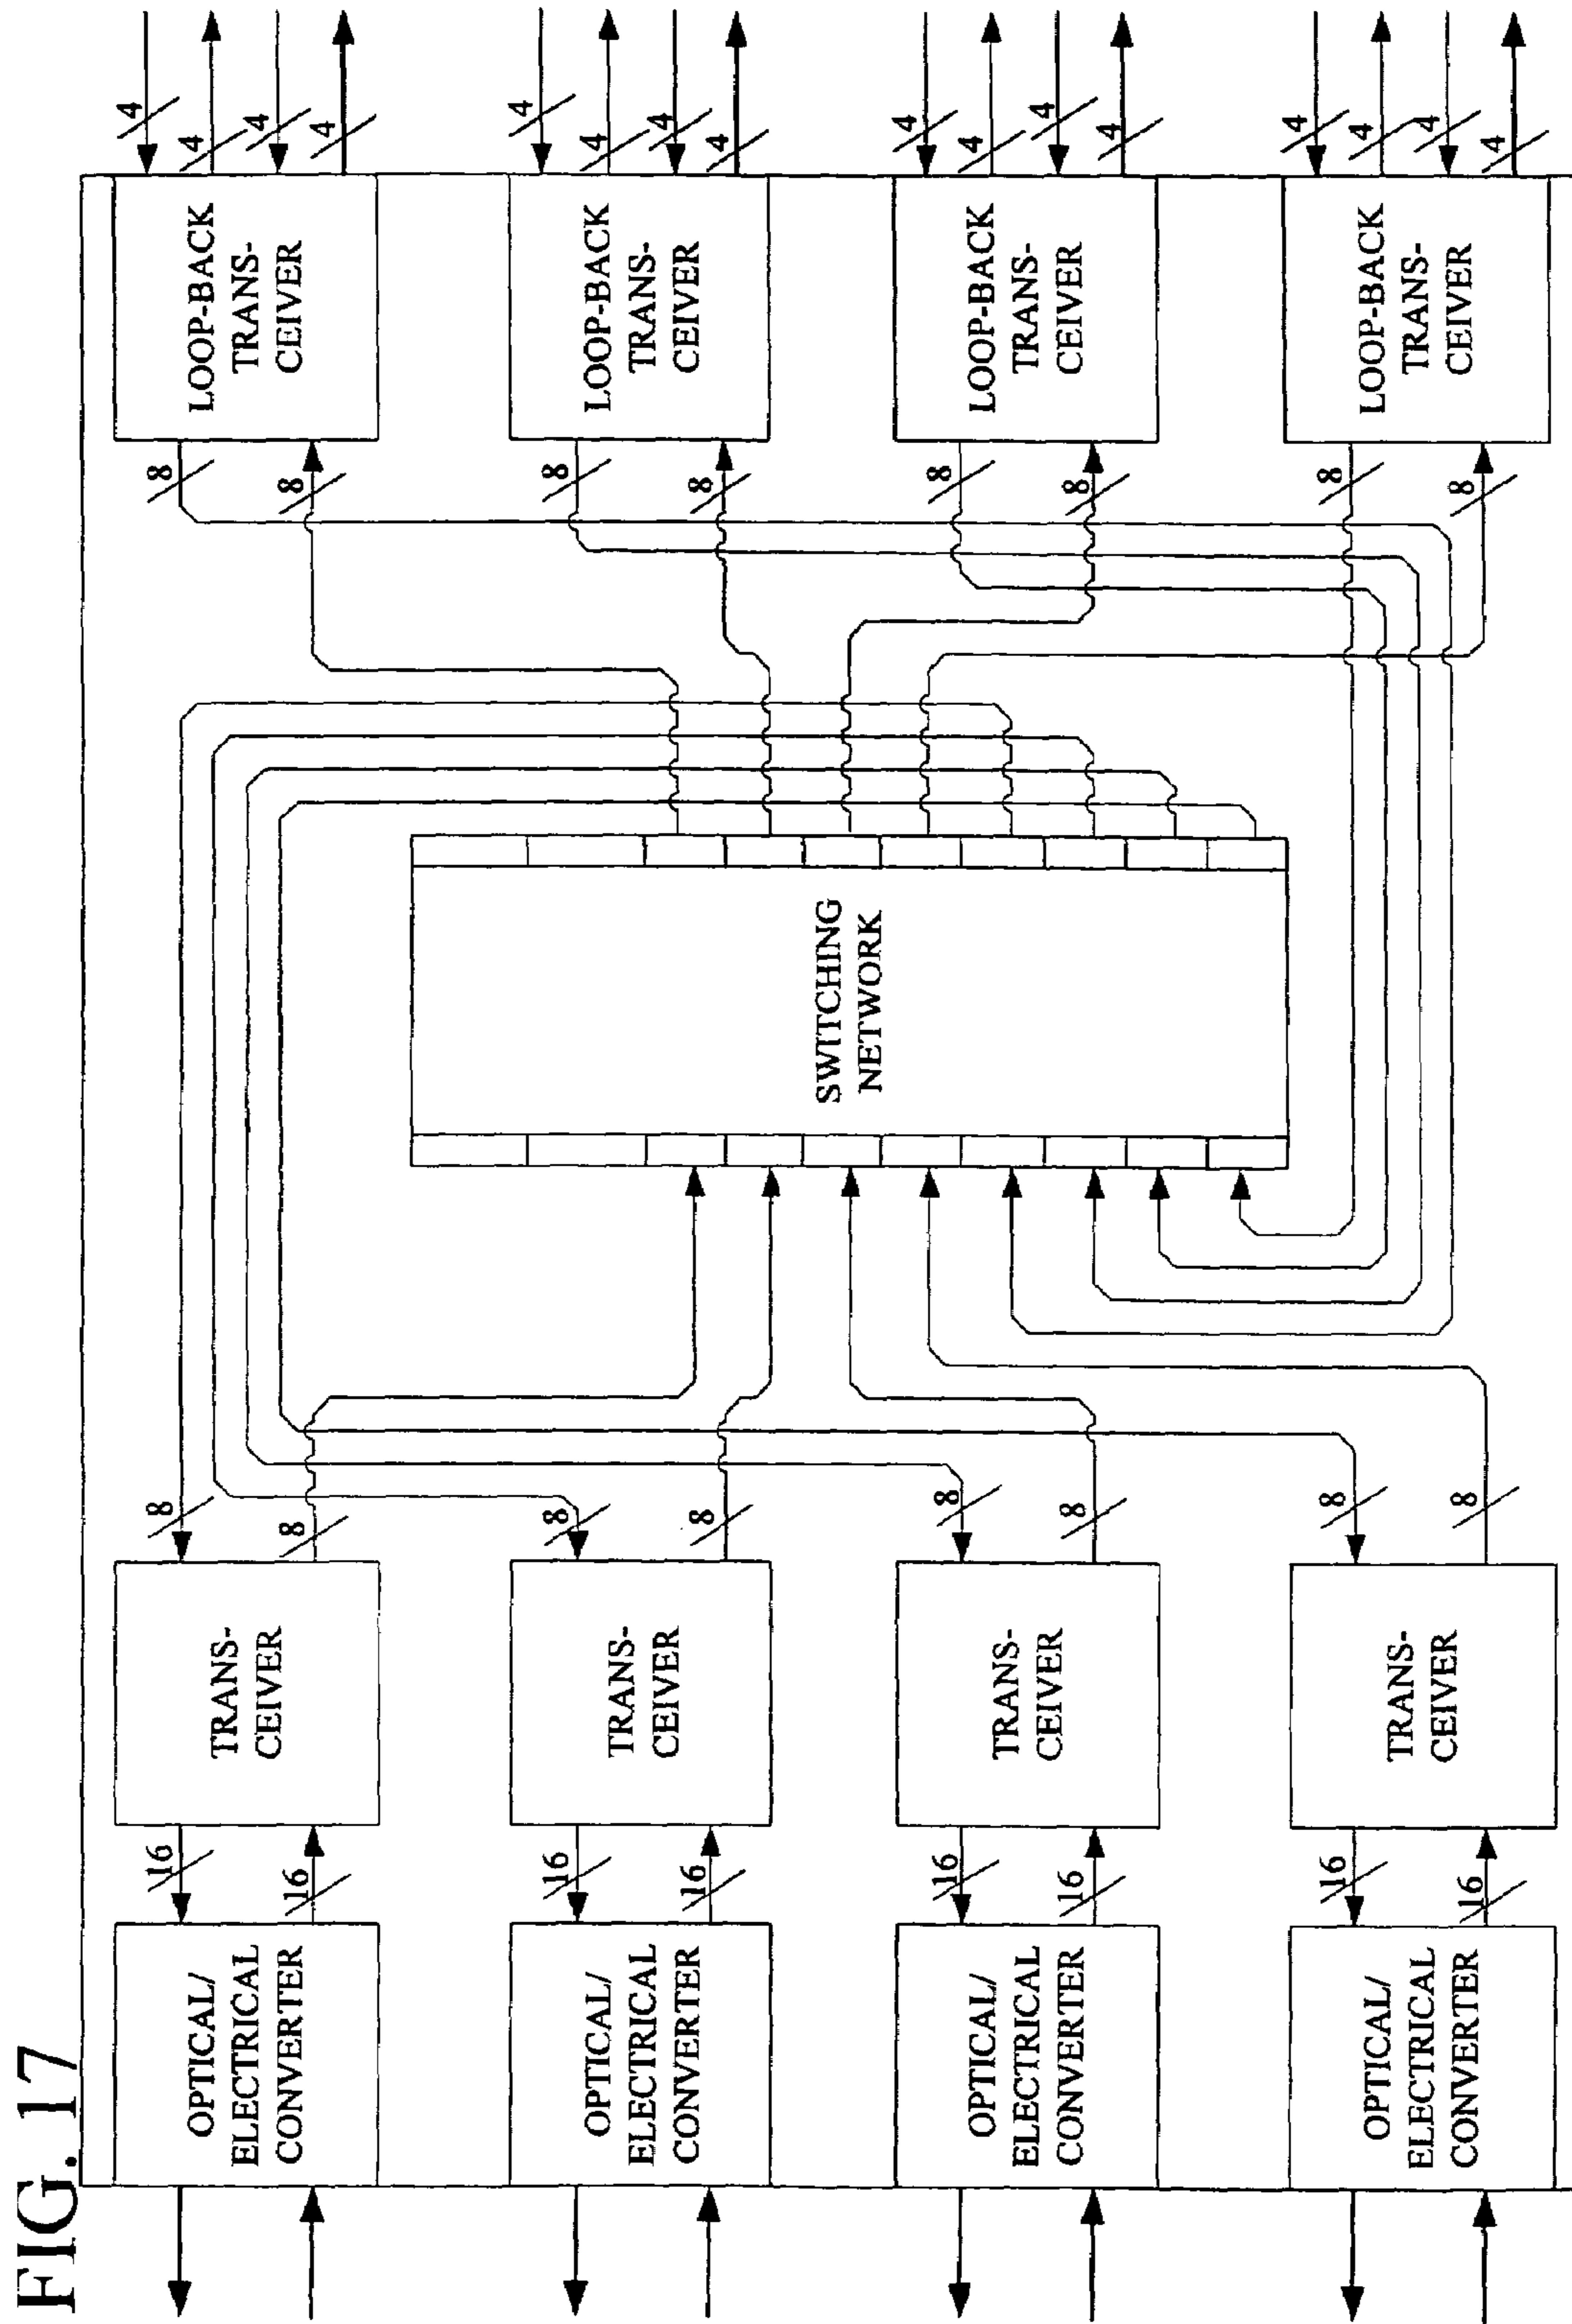 FIG. 17
OPTICAL/
ELECTRICAL
CONVERTER
16
16
TRANS-
CEIVER
8
8
8
8
LOOP-BACK
TRANS-
CEIVER
4
4
4
4
OPTICAL/
ELECTRICAL
CONVERTER
16
16
TRANS-
CEIVER
8
8
8
8
LOOP-BACK
TRANS-
CEIVER
4
4
4
4
SWITCHING
NETWORK
OPTICAL/
ELECTRICAL
CONVERTER
16
16
TRANS-
CEIVER
8
8
8
8
LOOP-BACK
TRANS-
CEIVER
4
4
4
4
OPTICAL/
ELECTRICAL
CONVERTER
16
16
TRANS-
CEIVER
8
8
8
8
LOOP-BACK
TRANS-
CEIVER
4
4
4
4